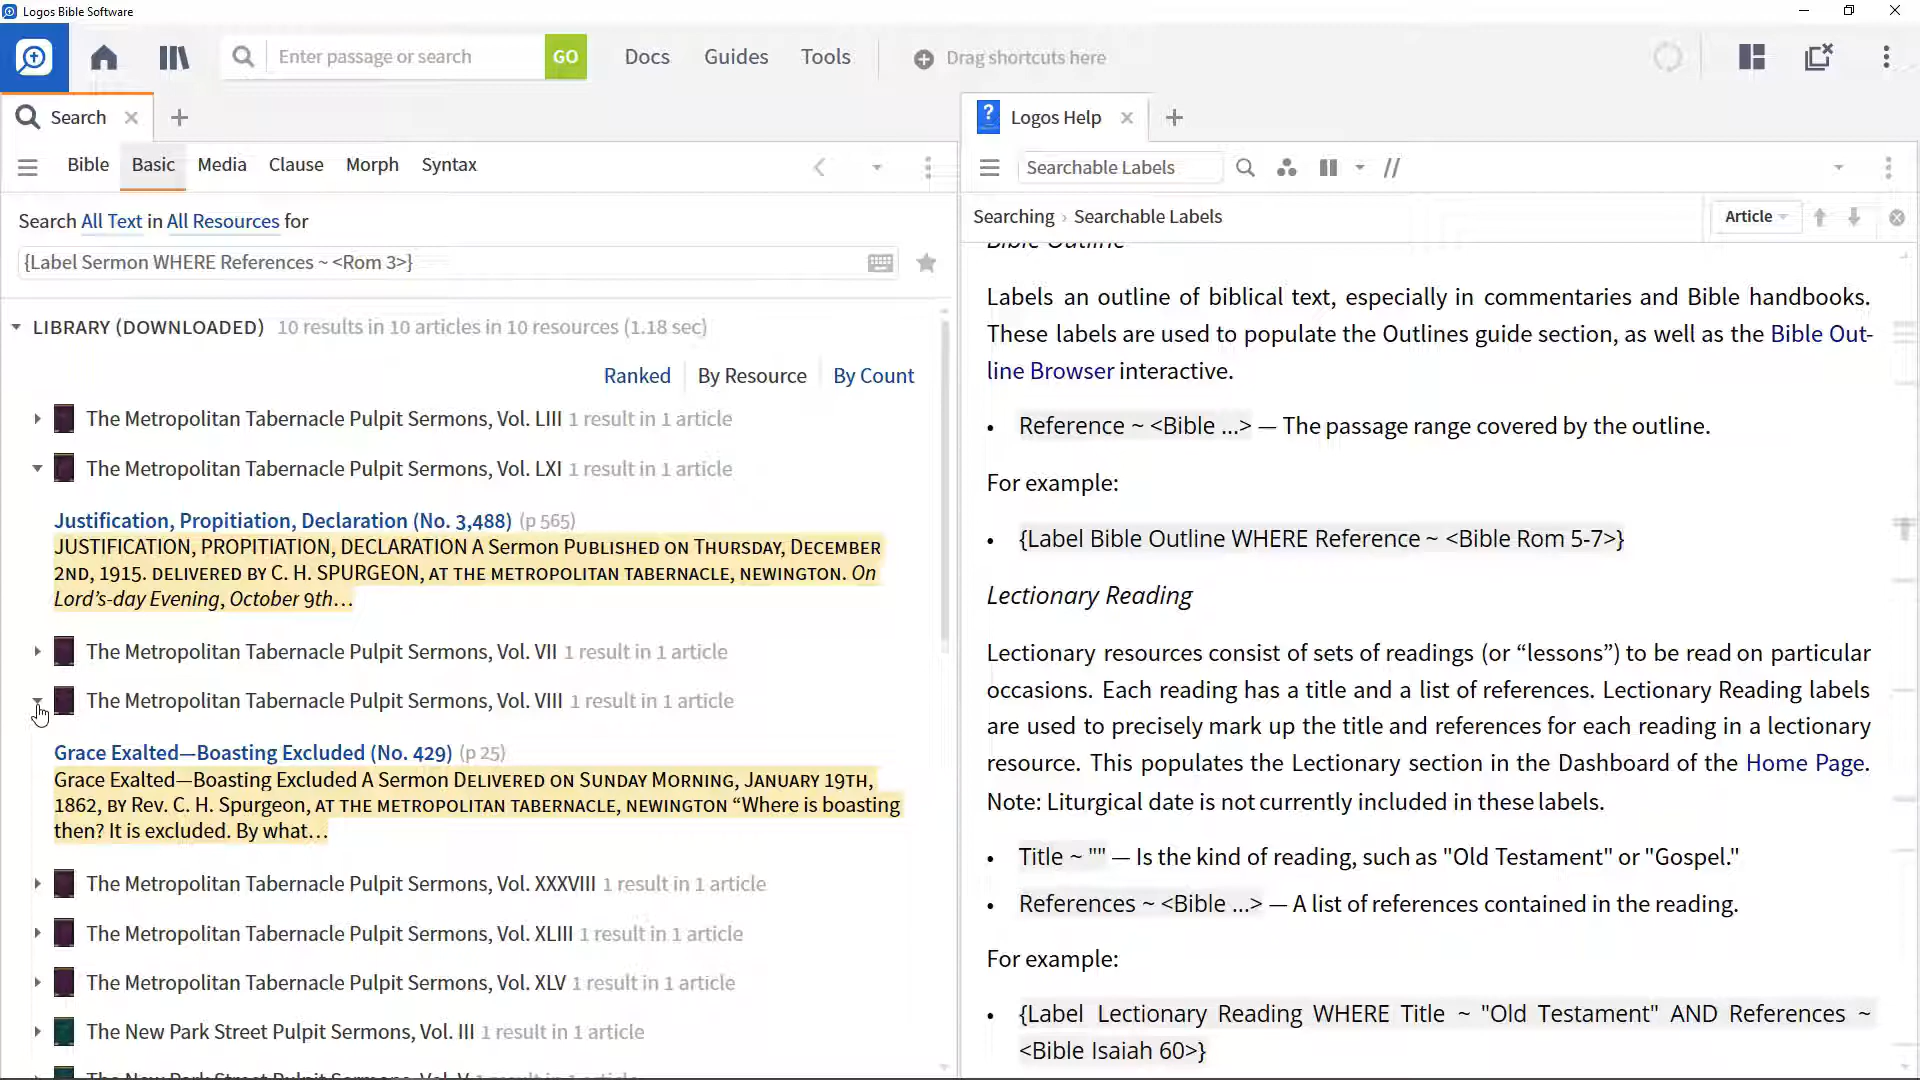 Logos Bible Software
Enter passage or search
GO
Docs
Guides
Tools
Drag shortcuts here
Search
Bible
Basic
Media
Clause
Morph
Syntax
Search All Text in All Resources for
{Label Sermon WHERE References ~ <Rom 3>}
LIBRARY (DOWNLOADED) 10 results in 10 articles in 10 resources (1.18 sec)
Ranked
By Resource
By Count
The Metropolitan Tabernacle Pulpit Sermons, Vol. LIII 1 result in 1 article
The Metropolitan Tabernacle Pulpit Sermons, Vol. LXI 1 result in 1 article
Justification, Propitiation, Declaration (No. 3,488) (p 565)
JUSTIFICATION, PROPITIATION, DECLARATION A Sermon PUBLISHED ON THURSDAY, DECEMBER
2ND, 1915. DELIVERED BY C. H. SPURGEON, AT THE METROPOLITAN TABERNACLE, NEWINGTON. On
Lord’s-day Evening, October 9th…
The Metropolitan Tabernacle Pulpit Sermons, Vol. VII 1 result in 1 article
The Metropolitan Tabernacle Pulpit Sermons, Vol. VIII 1 result in 1 article
Grace Exalted—Boasting Excluded (No. 429) (p 25)
Grace Exalted—Boasting Excluded A Sermon DELIVERED ON SUNDAY MORNING, JANUARY 19TH,
1862, BY Rev. C. H. Spurgeon, AT THE METROPOLITAN TABERNACLE, NEWINGTON “Where is boasting
then? It is excluded. By what…
The Metropolitan Tabernacle Pulpit Sermons, Vol. XXXVIII 1 result in 1 article
The Metropolitan Tabernacle Pulpit Sermons, Vol. XLIII 1 result in 1 article
The Metropolitan Tabernacle Pulpit Sermons, Vol. XLV 1 result in 1 article
The New Park Street Pulpit Sermons, Vol. III 1 result in 1 article
The New Park Street Pulpit Sermons, Vol. V 1 result in 1 article
Logos Help
Searchable Labels
Searching › Searchable Labels
Article
Bible Outline
Labels an outline of biblical text, especially in commentaries and Bible handbooks.
These labels are used to populate the Outlines guide section, as well as the Bible Out-
line Browser interactive.
• Reference ~ <Bible ...> — The passage range covered by the outline.
For example:
• {Label Bible Outline WHERE Reference ~ <Bible Rom 5-7>}
Lectionary Reading
Lectionary resources consist of sets of readings (or “lessons”) to be read on particular
occasions. Each reading has a title and a list of references. Lectionary Reading labels
are used to precisely mark up the title and references for each reading in a lectionary
resource. This populates the Lectionary section in the Dashboard of the Home Page.
Note: Liturgical date is not currently included in these labels.
• Title ~ "" — Is the kind of reading, such as "Old Testament" or "Gospel."
• References ~ <Bible ...> — A list of references contained in the reading.
For example:
• {Label Lectionary Reading WHERE Title ~ "Old Testament" AND References ~
<Bible Isaiah 60>}